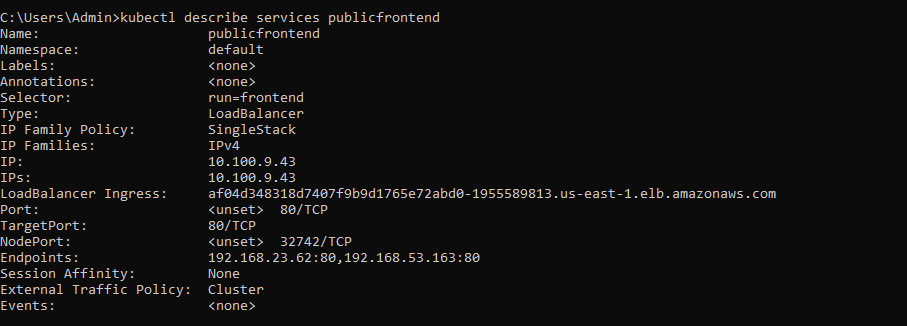 C:\Users\Admin>kubectl describe services publicfrontend
Name: publicfrontend
Namespace: default
Labels: <none>
Annotations: <none>
Selector: run=frontend
Type: LoadBalancer
IP Family Policy: SingleStack
IP Families: IPv4
IP: 10.100.9.43
IPs: 10.100.9.43
LoadBalancer Ingress: af04d348318d7407f9b9d1765e72abd0-1955589813.us-east-1.elb.amazonaws.com
Port: <unset> 80/TCP
TargetPort: 80/TCP
NodePort: <unset> 32742/TCP
Endpoints: 192.168.23.62:80,192.168.53.163:80
Session Affinity: None
External Traffic Policy: Cluster
Events: <none>